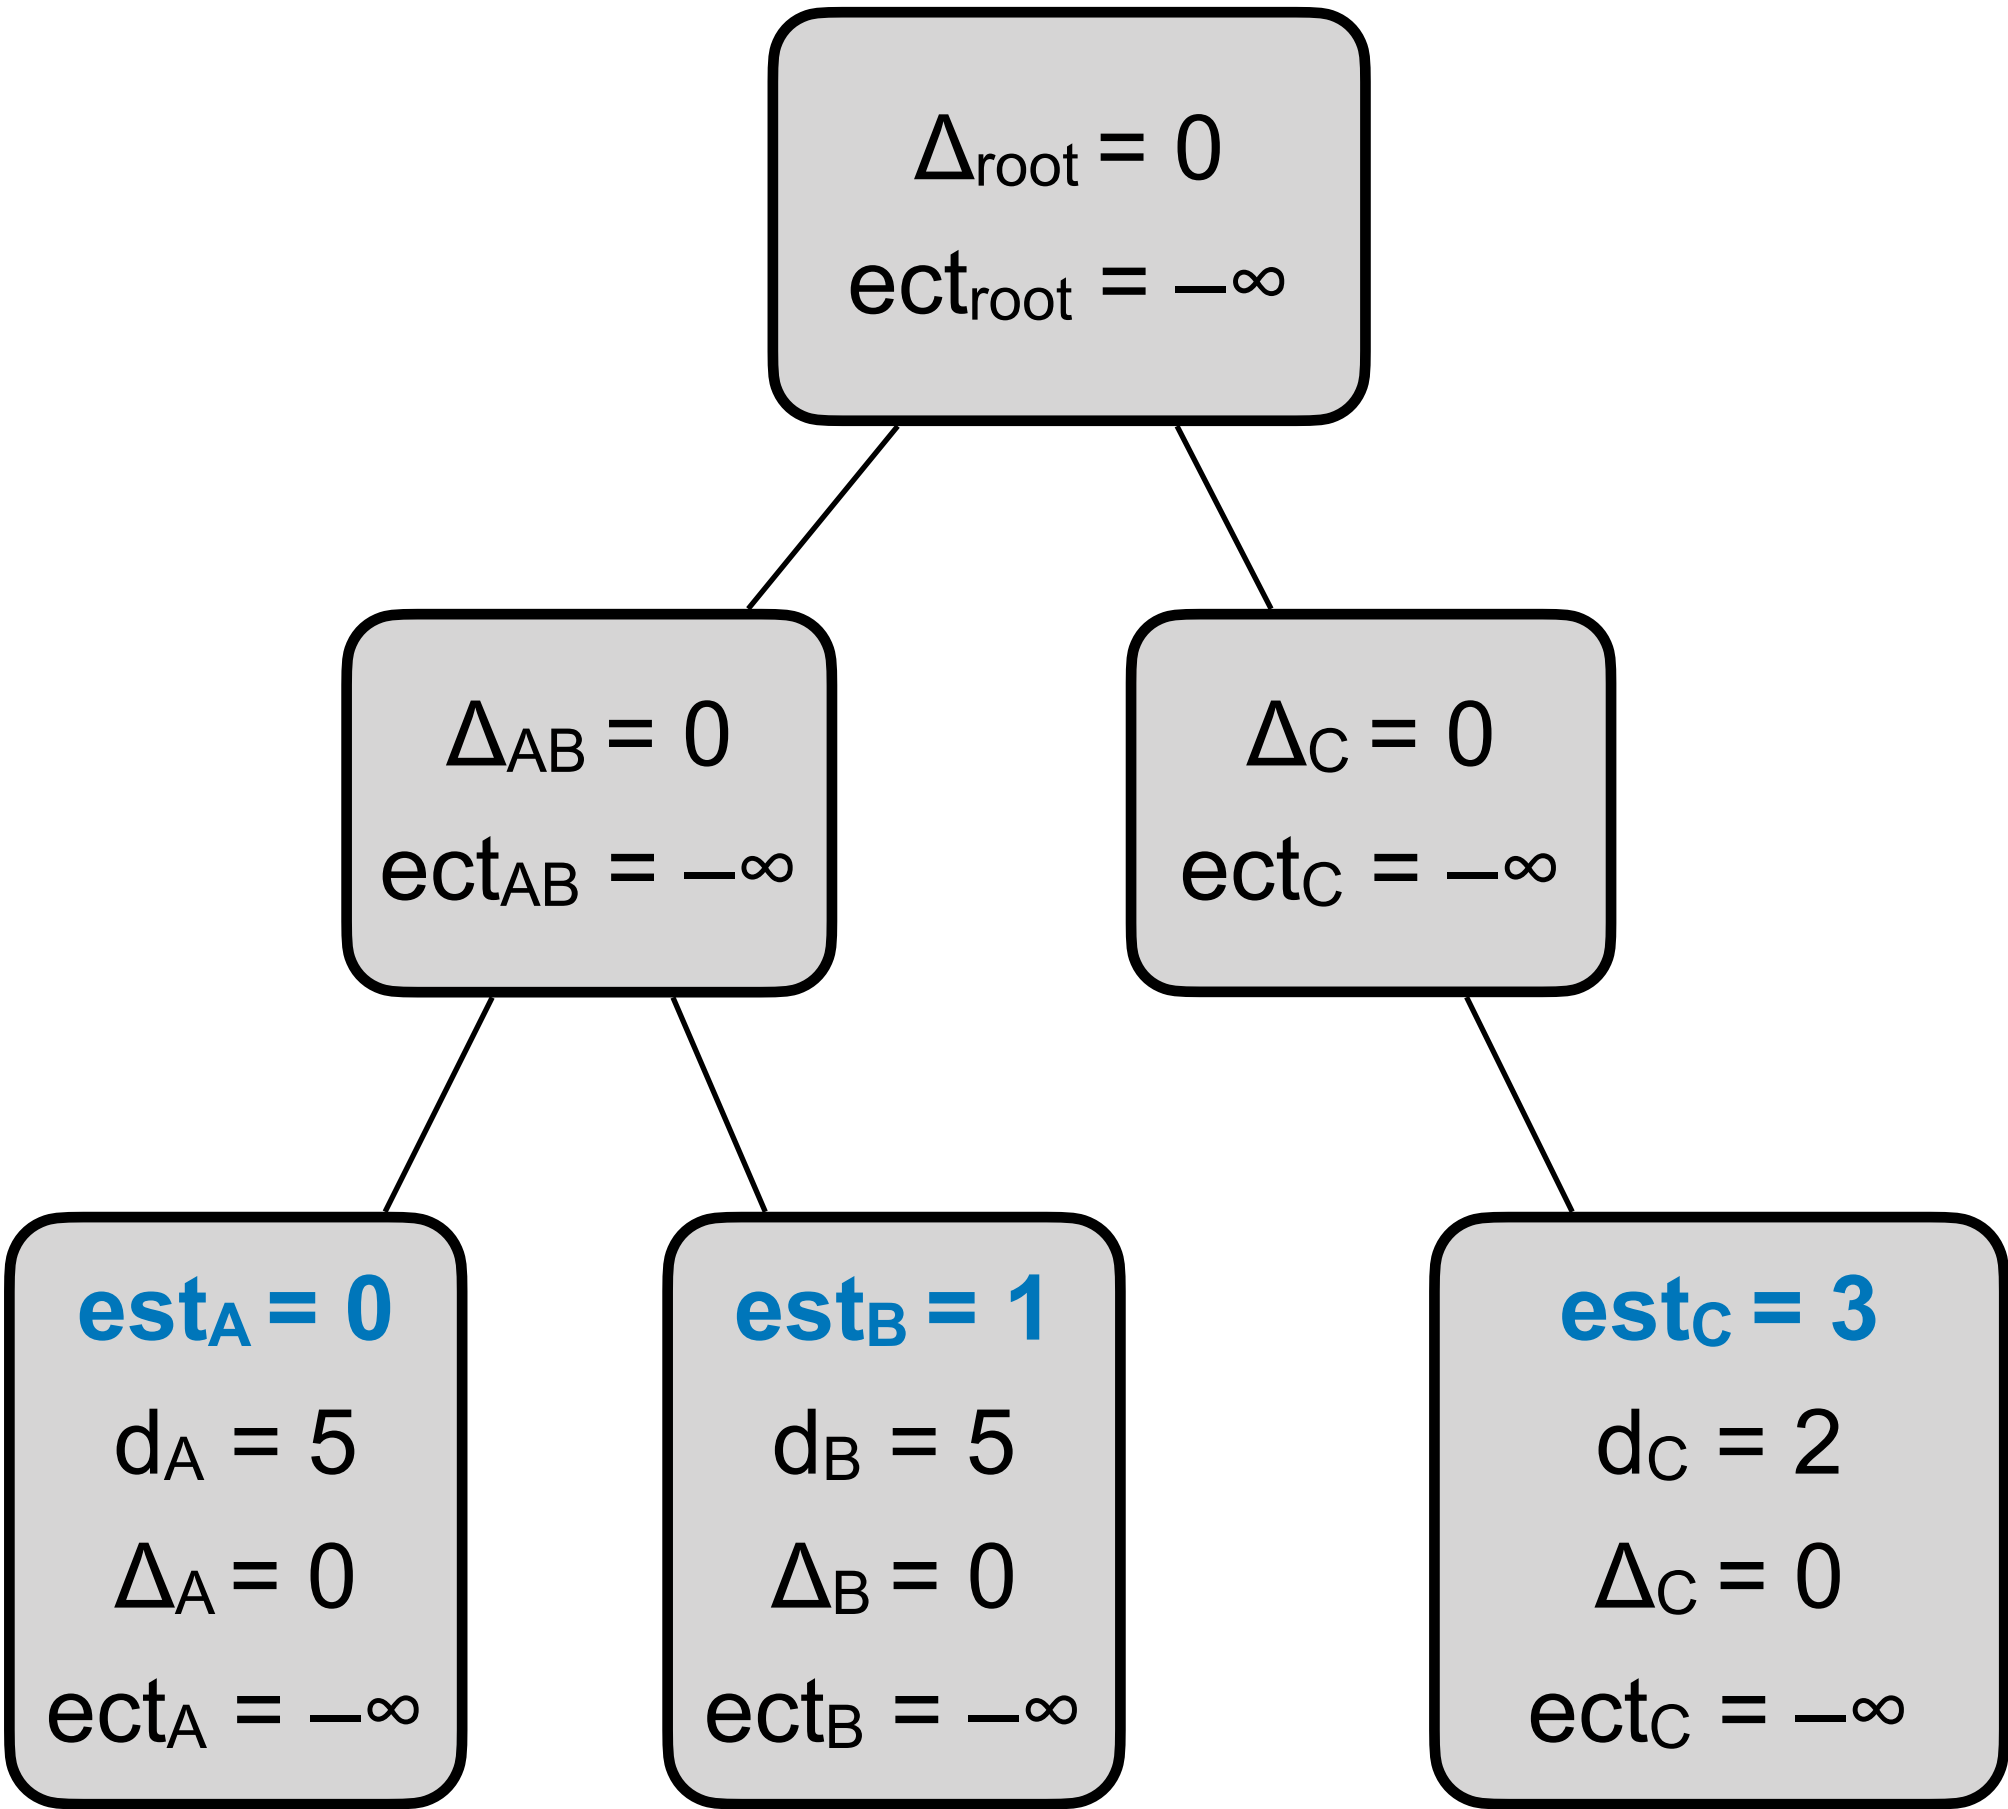 Δroot = 0
ectroot = –∞
ΔAB = 0
ectAB = –∞
ΔC = 0
ectC = –∞
estA = 0
dA = 5
ΔA = 0
ectA = –∞
estB = 1
dB = 5
ΔB = 0
ectB = –∞
estC = 3
dC = 2
ΔC = 0
ectC = –∞